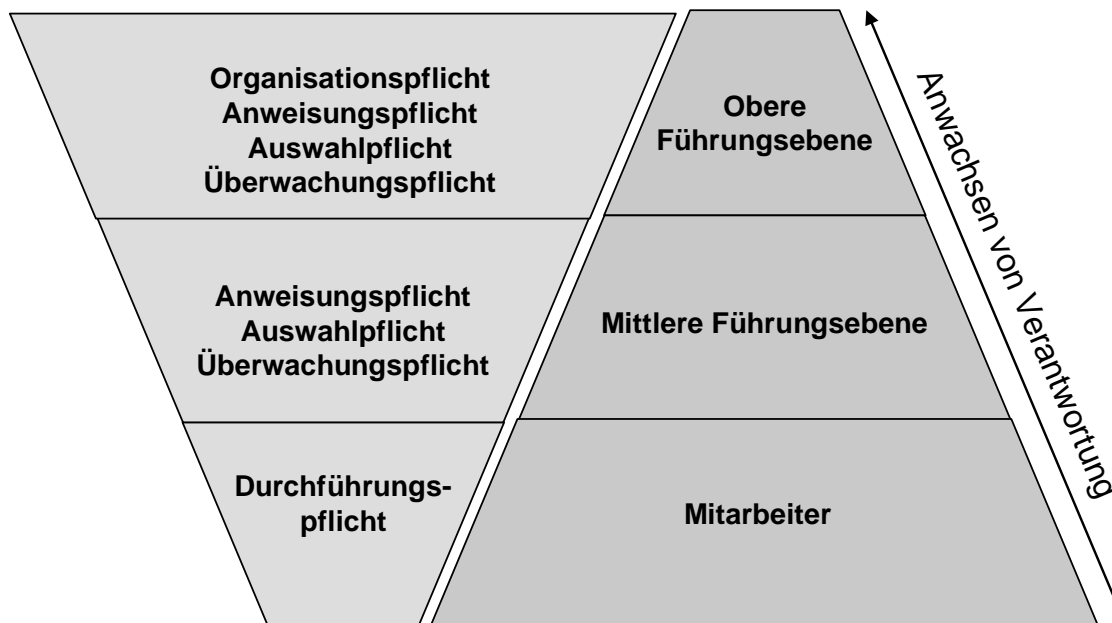 Organisationspflicht
Anweisungspflicht
Auswahlpflicht
Überwachungspflicht
Obere
Führungsebene
Anweisungspflicht
Auswahlpflicht
Überwachungspflicht
Mittlere Führungsebene
Durchführungs-
pflicht
Mitarbeiter
Anwachsen von Verantwortung